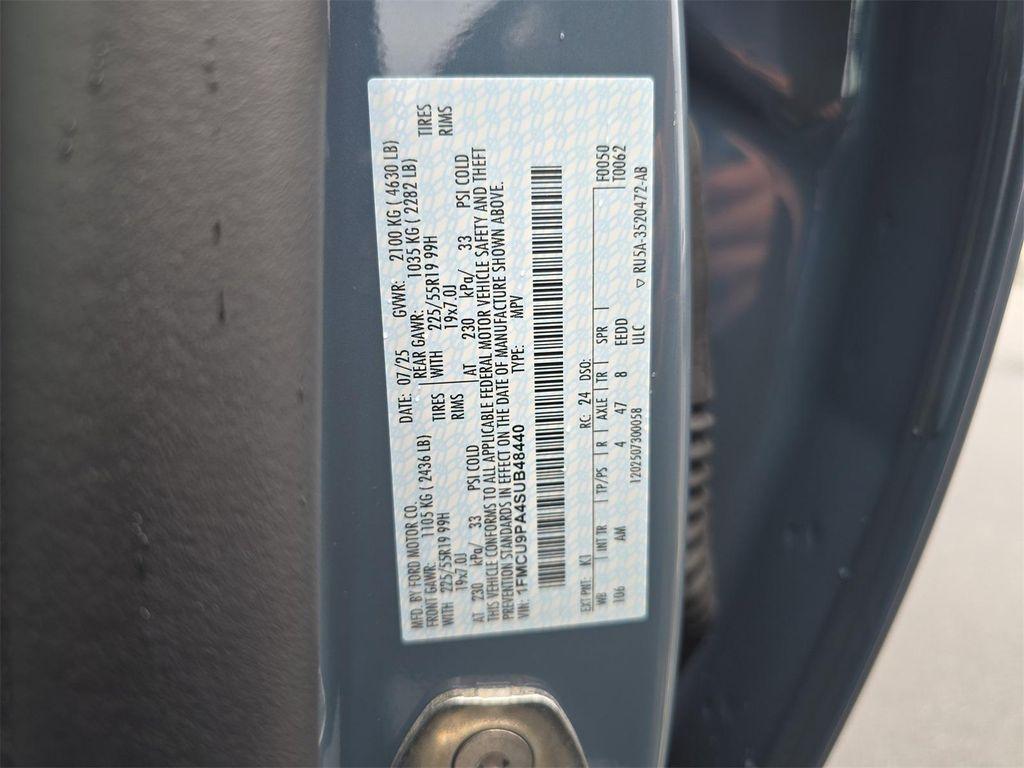 MFD. BY FORD MOTOR CO. DATE: 07/25 GVWR: 2100 KG ( 4630 LB)
FRONT GAWR: 1105 KG ( 2436 LB) REAR GAWR: 1035 KG ( 2282 LB)
WITH 225/55R19 99H TIRES WITH 225/55R19 99H TIRES
19x7.0J RIMS 19x7.0J RIMS
AT 230 kPa/ 33 PSI COLD AT 230 kPa/ 33 PSI COLD
THIS VEHICLE CONFORMS TO ALL APPLICABLE FEDERAL MOTOR VEHICLE SAFETY AND THEFT
PREVENTION STANDARDS IN EFFECT ON THE DATE OF MANUFACTURE SHOWN ABOVE.
VIN: 1FMCU9PA4SUB48440 TYPE: MPV
EXT PNT: K1 RC: 24 DSO: F0050
WB INT TR TP/PS R AXLE TR SPR T0062
106 AM 4 47 8 EEDD
ULC
1202507300058 ▽ RU5A-3520472-AB